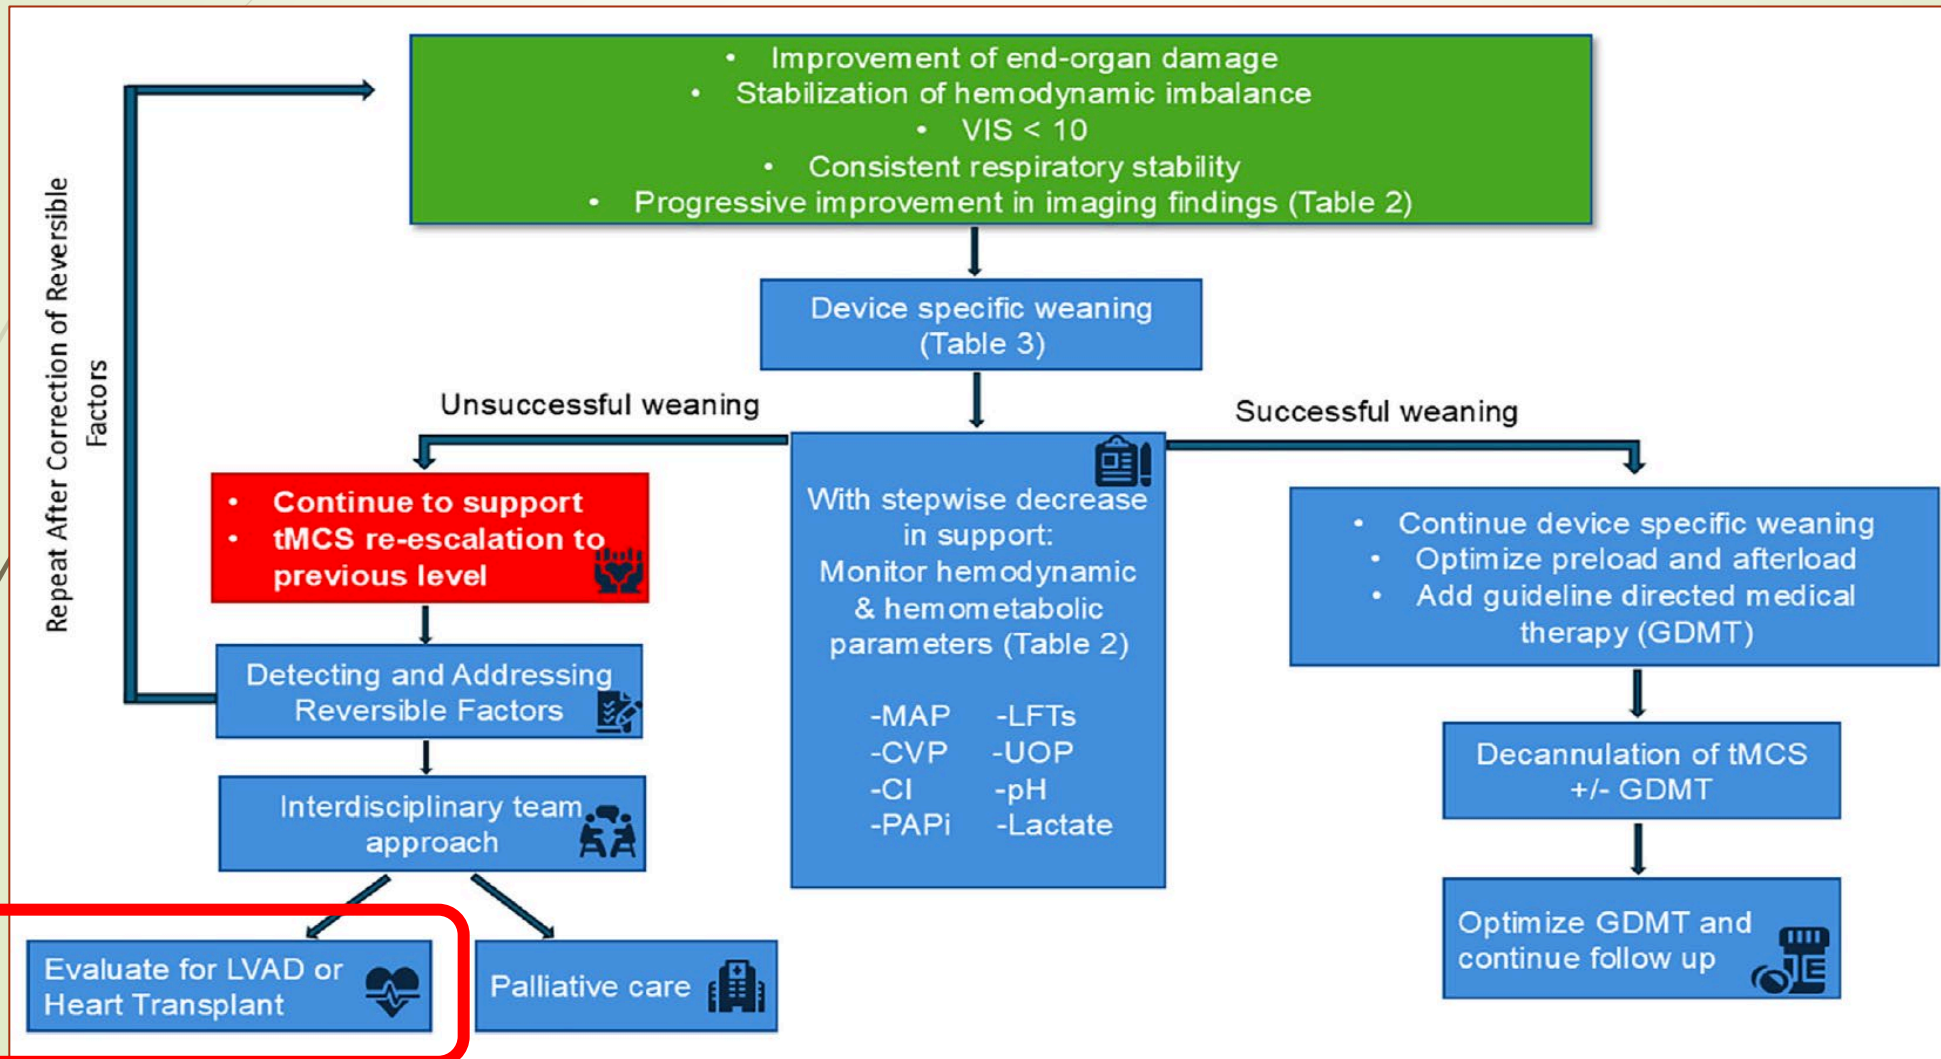 • Improvement of end-organ damage
• Stabilization of hemodynamic imbalance
• VIS < 10
• Consistent respiratory stability
• Progressive improvement in imaging findings (Table 2)
Repeat After Correction of Reversible
Factors
Device specific weaning
(Table 3)
Unsuccessful weaning
Successful weaning
• Continue to support
• tMCS re-escalation to
previous level
Detecting and Addressing
Reversible Factors
Interdisciplinary team
approach
Evaluate for LVAD or
Heart Transplant
Palliative care
With stepwise decrease
in support:
Monitor hemodynamic
& hemometabolic
parameters (Table 2)
-MAP -LFTs
-CVP -UOP
-CI -pH
-PAPi -Lactate
• Continue device specific weaning
• Optimize preload and afterload
• Add guideline directed medical
therapy (GDMT)
Decannulation of tMCS
+/- GDMT
Optimize GDMT and
continue follow up